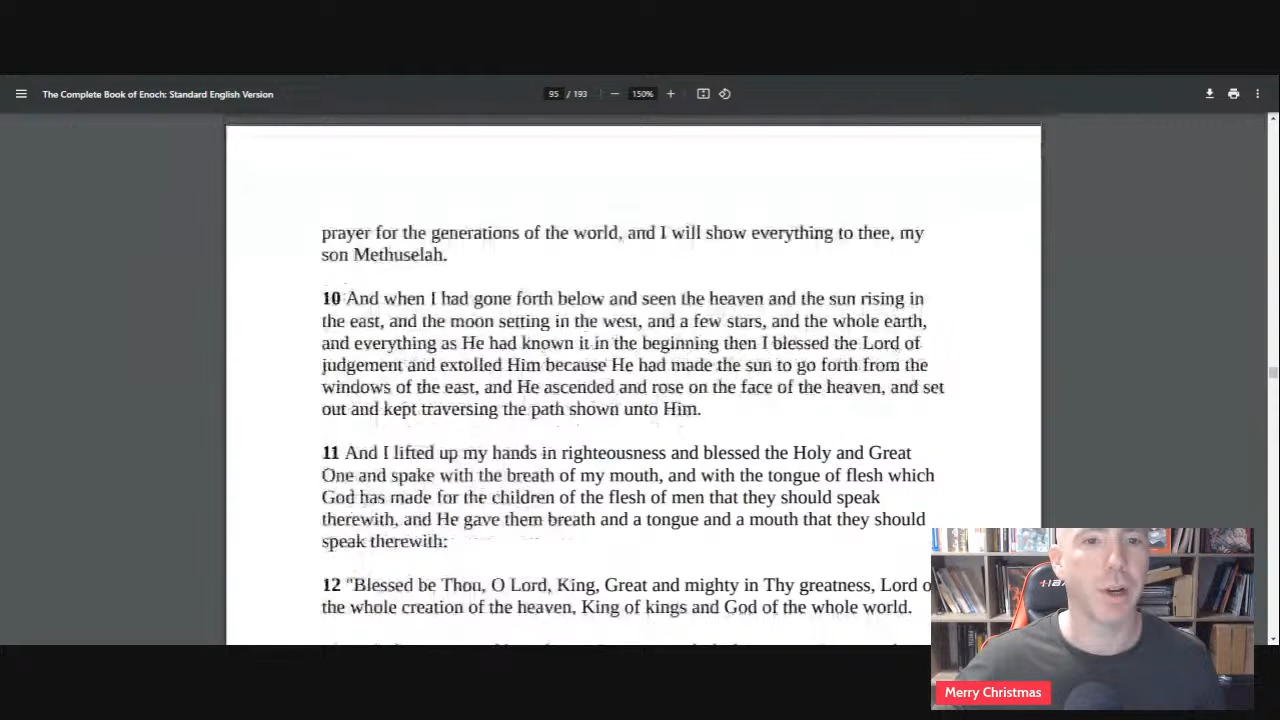 The Complete Book of Enoch: Standard English Version
95 / 193
150%
prayer for the generations of the world, and I will show everything to thee, my
son Methuselah.
10 And when I had gone forth below and seen the heaven and the sun rising in
the east, and the moon setting in the west, and a few stars, and the whole earth,
and everything as He had known it in the beginning then I blessed the Lord of
judgement and extolled Him because He had made the sun to go forth from the
windows of the east, and He ascended and rose on the face of the heaven, and set
out and kept traversing the path shown unto Him.
11 And I lifted up my hands in righteousness and blessed the Holy and Great
One and spake with the breath of my mouth, and with the tongue of flesh which
God has made for the children of the flesh of men that they should speak
therewith, and He gave them breath and a tongue and a mouth that they should
speak therewith:
12 "Blessed be Thou, O Lord, King, Great and mighty in Thy greatness, Lord
the whole creation of the heaven, King of kings and God of the whole world.
Merry Christmas